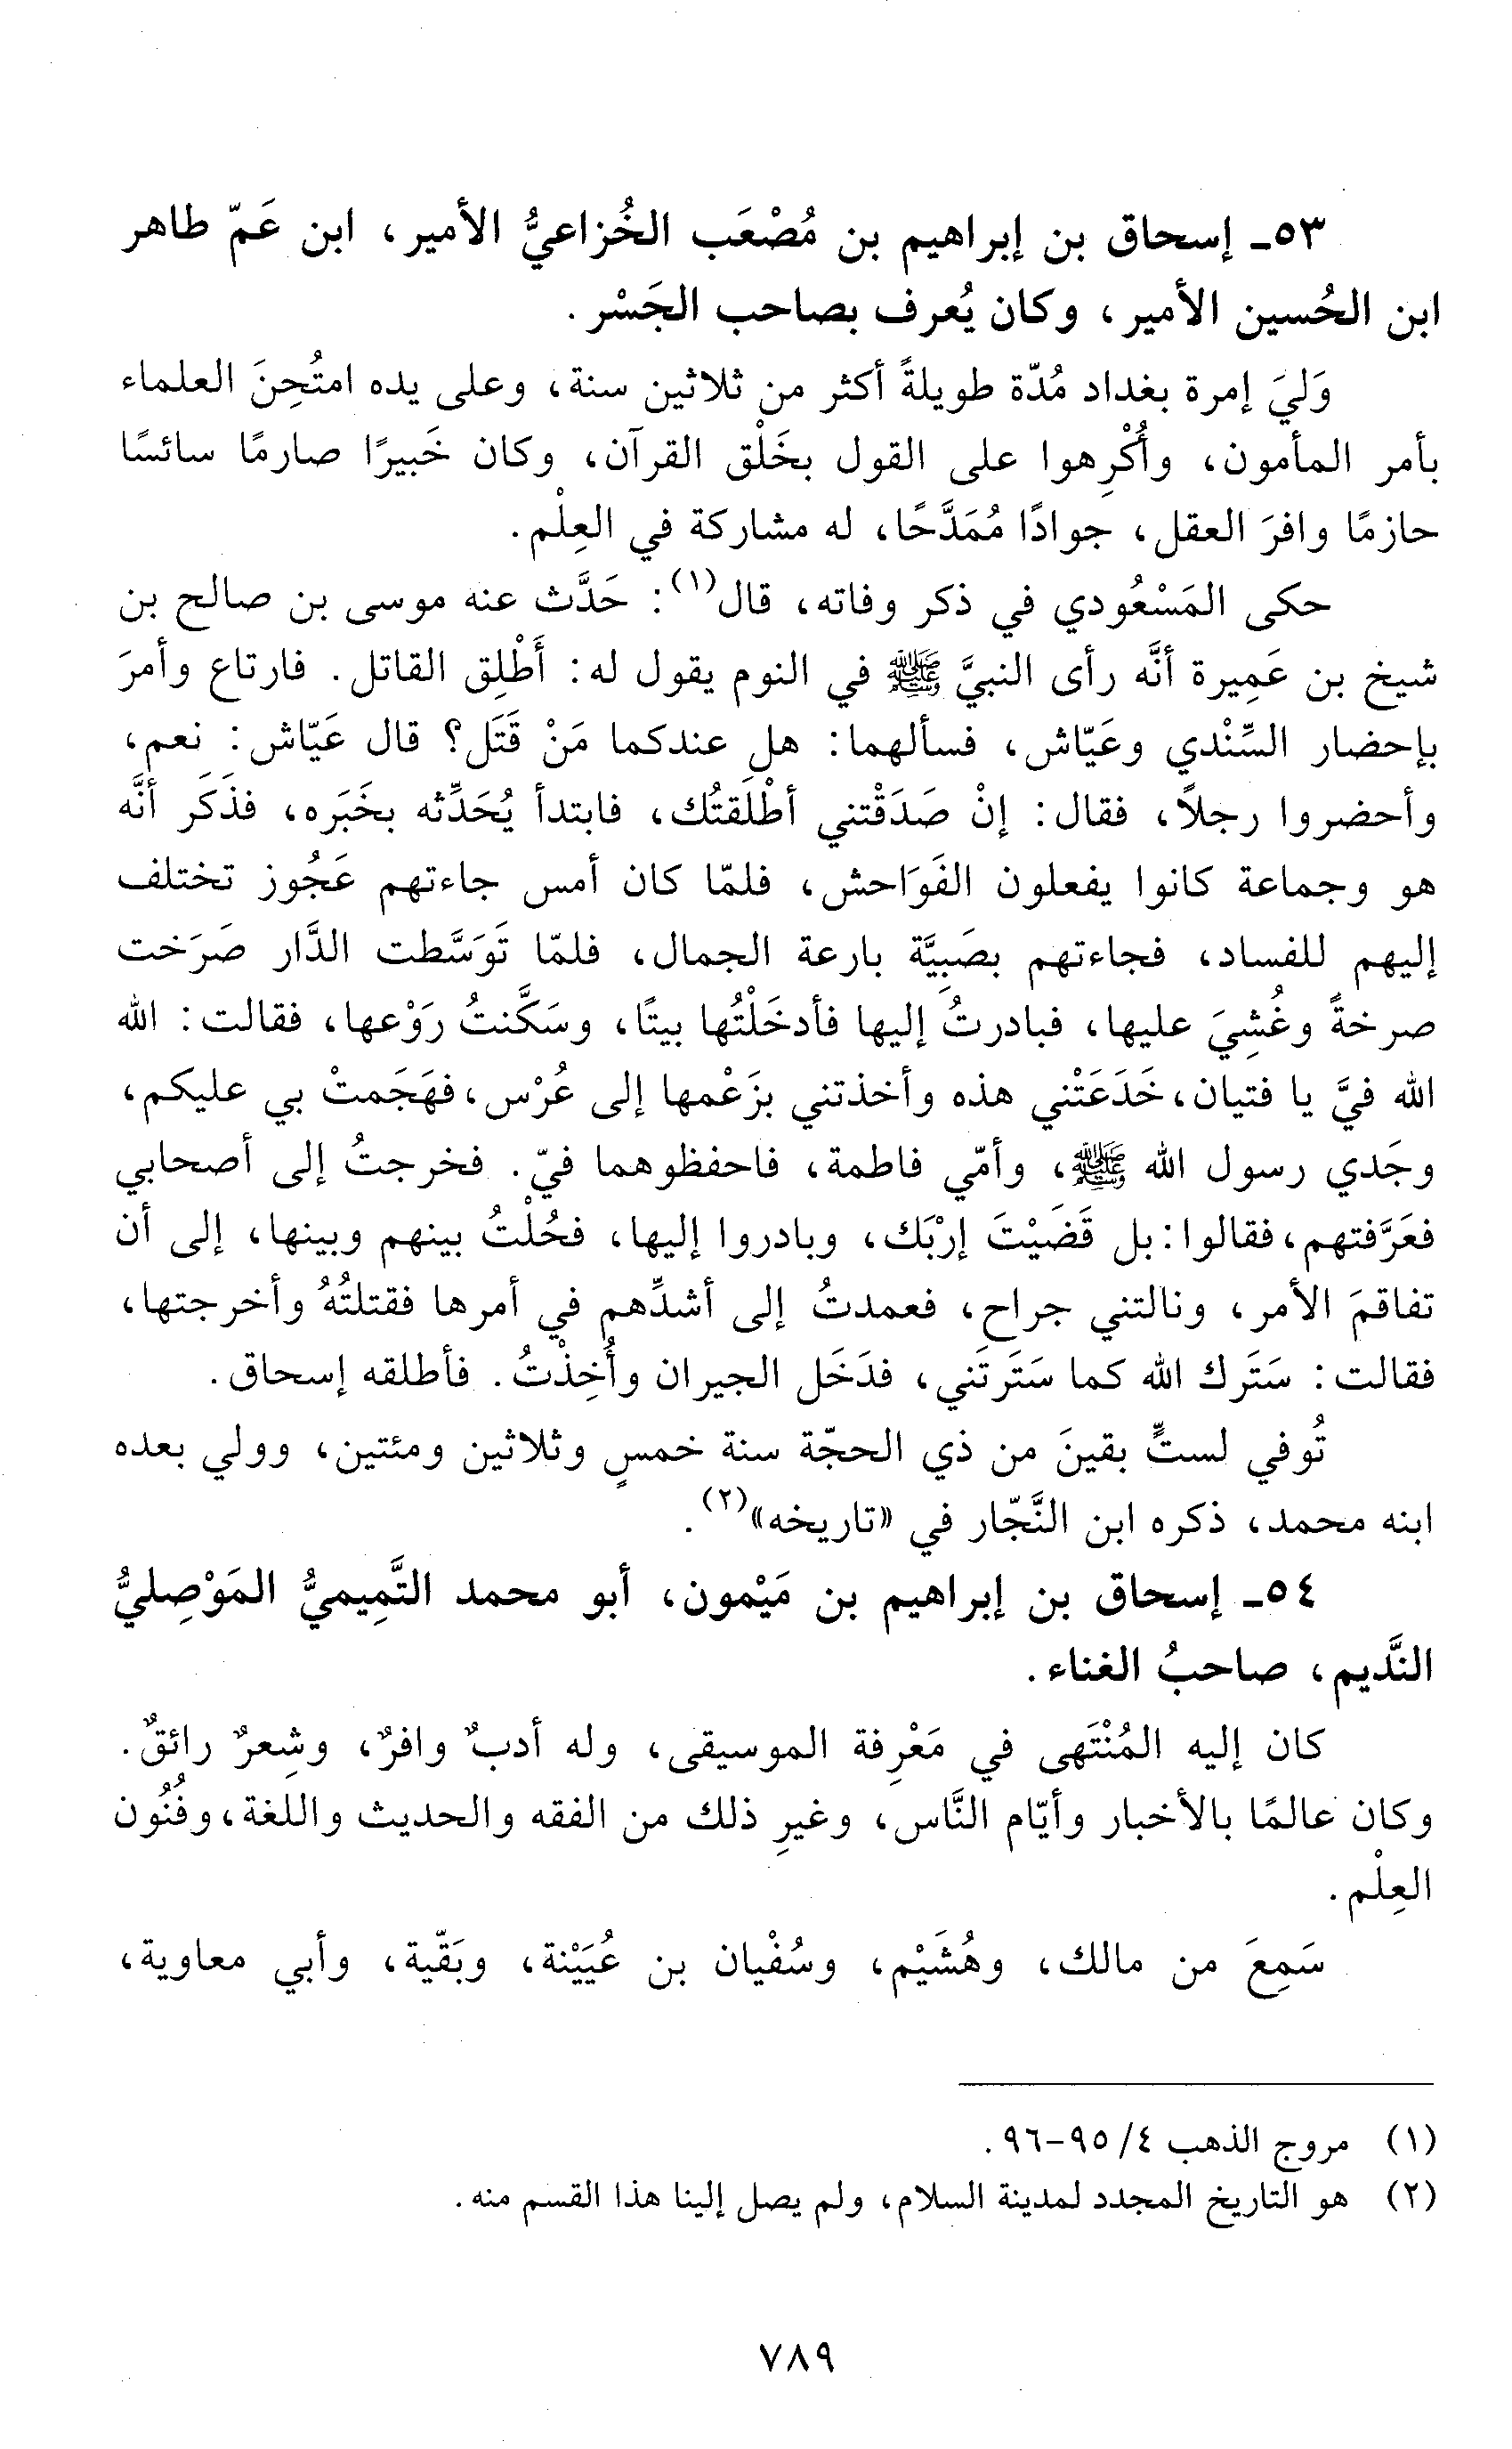 ٥٣ـ إسحاق بن إبراهيم بن مُصْعَب الخُزاعيُّ الأمير، ابن عَمّ طاهر
ابن الحُسين الأمير، وكان يُعرف بصاحب الجَسْر.
وَليَ إمرة بغداد مُدّة طويلةً أكثر من ثلاثين سنة، وعلى يده امتُحِنَ العلماء
بأمر المأمون، وأُكْرِهوا على القول بخَلْق القرآن، وكان خَبيرًا صارمًا سائسًا
حازمًا وافرَ العقل، جوادًا مُمَدَّحًا، له مشاركة في العِلْم.
حكى المَسْعُودي في ذكر وفاته، قال(١): حَدَّث عنه موسى بن صالح بن
شيخ بن عَمِيرة أنَّه رأى النبيَّ ﷺ في النوم يقول له: أَطْلِق القاتل. فارتاع وأمرَ
بإحضار السِّنْدي وعَيّاش، فسألهما: هل عندكما مَنْ قَتَل؟ قال عَيّاش: نعم،
وأحضروا رجلاً، فقال: إنْ صَدَقْتني أطْلَقتُك، فابتدأ يُحَدِّثه بخَبَره، فذَكَر أنَّه
هو وجماعة كانوا يفعلون الفَوَاحش، فلمّا كان أمس جاءتهم عَجُوز تختلف
إليهم للفساد، فجاءتهم بصَبِيَّة بارعة الجمال، فلمّا تَوَسَّطت الدَّار صَرَخت
صرخةً وغُشِيَ عليها، فبادرتُ إليها فأدخَلْتُها بيتًا، وسَكَّنتُ رَوْعها، فقالت: الله
الله فيَّ يا فتيان، خَدَعَتْني هذه وأخذتني بزَعْمها إلى عُرْس، فهَجَمتْ بي عليكم،
وجَدي رسول الله ﷺ، وأمّي فاطمة، فاحفظوهما فيّ. فخرجتُ إلى أصحابي
فعَرَّفتهم، فقالوا: بل قَضَيْتَ إرْبَك، وبادروا إليها، فحُلْتُ بينهم وبينها، إلى أن
تفاقمَ الأمر، ونالتني جراح، فعمدتُ إلى أشدِّهم في أمرها فقتلتُهُ وأخرجتها،
فقالت: سَتَرك الله كما سَتَرتَني، فدَخَل الجيران وأُخِذْتُ. فأطلقه إسحاق.
تُوفي لستٍّ بقينَ من ذي الحجّة سنة خمسٍ وثلاثين ومئتين، وولي بعده
ابنه محمد، ذكره ابن النَّجّار في «تاريخه»(٢).
٥٤ـ إسحاق بن إبراهيم بن مَيْمون، أبو محمد التَّمِيميُّ المَوْصِليُّ
النَّديم، صاحبُ الغناء.
كان إليه المُنْتَهى في مَعْرِفة الموسيقى، وله أدبٌ وافرٌ، وشِعرٌ رائقٌ.
وكان عالمًا بالأخبار وأيّام النَّاس، وغيرِ ذلك من الفقه والحديث واللغة، وفُنُون
العِلْم.
سَمِعَ من مالك، وهُشَيْم، وسُفْيان بن عُيَيْنة، وبَقّية، وأبي معاوية،
(١) مروج الذهب ٤/ ٩٥-٩٦.
(٢) هو التاريخ المجدد لمدينة السلام، ولم يصل إلينا هذا القسم منه.
٧٨٩